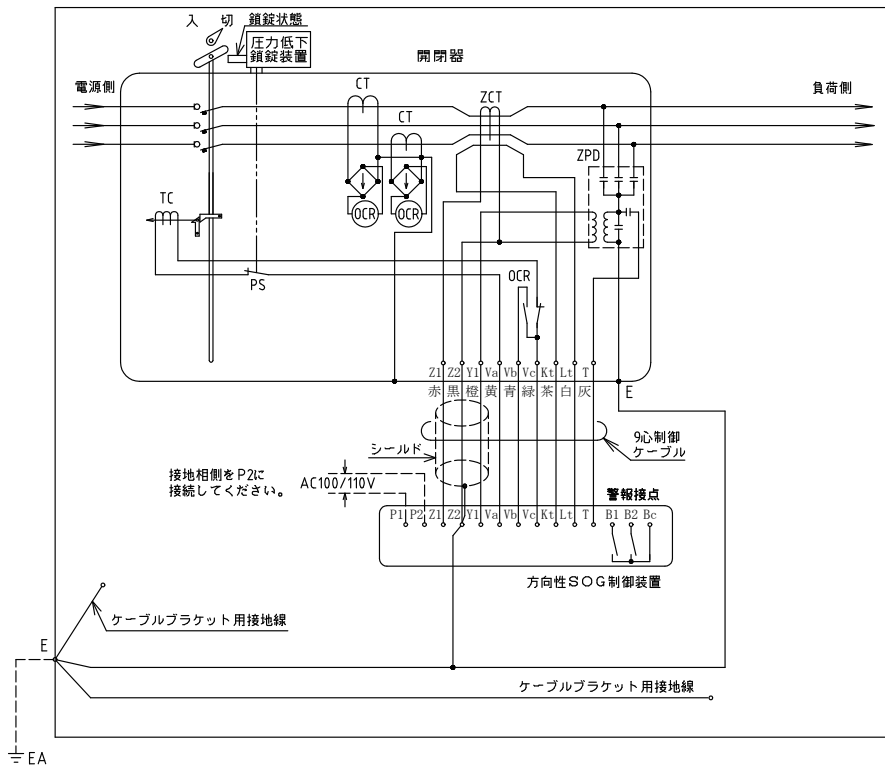 入 切 鎖錠状態
圧力低下
鎖錠装置
開閉器
電源側
負荷側
CT
CT
ZCT
ZPD
TC
OCR
OCR
PS
OCR
Z1 Z2 Y1 Va Vb Vc Kt Lt T
赤 黒 橙 黄 青 緑 茶 白 灰
E
シールド
9心制御
ケーブル
接地相側をP2に
接続してください。
AC100/110V
警報接点
P1 P2 Z1 Z2 Y1 Va Vb Vc Kt Lt T B1 B2 Bc
方向性SOG制御装置
ケーブルブラケット用接地線
E
ケーブルブラケット用接地線
EA